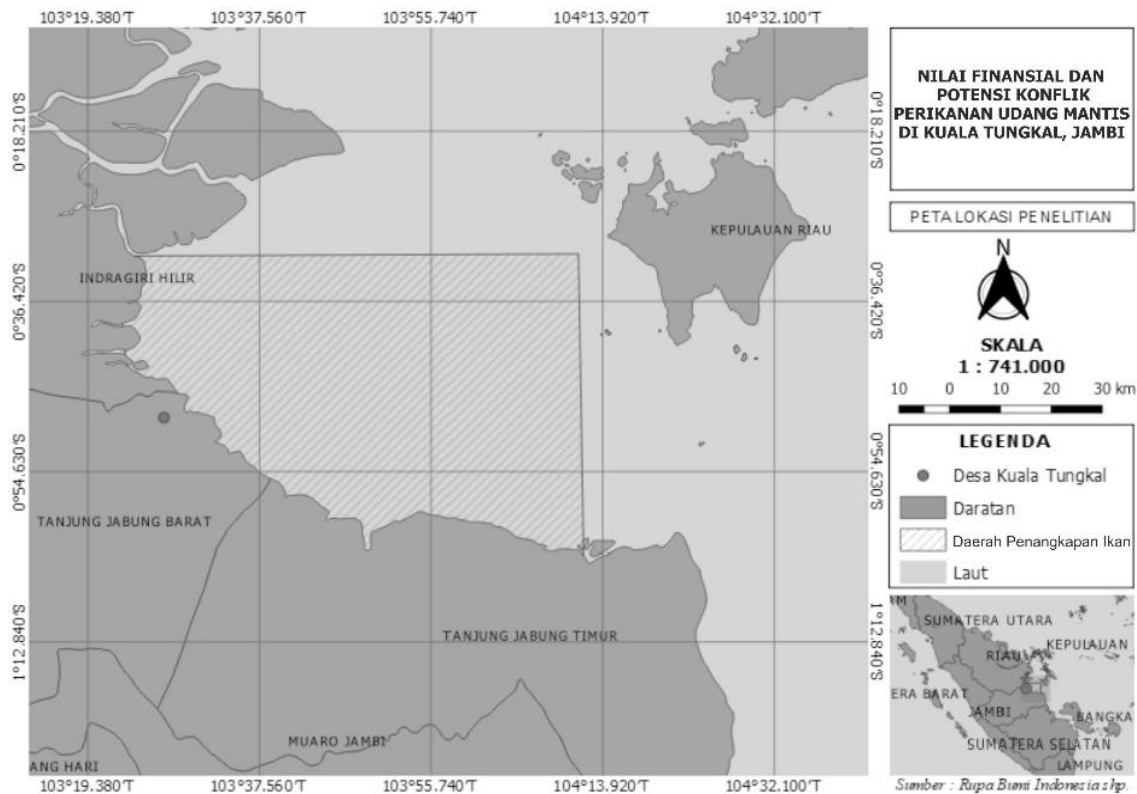 103°19.380'T 103°37.560'T 103°55.740'T 104°13.920'T 104°32.100'T
0°18.210'S
0°36.420'S
0°54.630'S
1°12.840'S
0°18.210'S
0°36.420'S
0°54.630'S
1°12.840'S
KEPULAUAN RIAU
INDRAGIRI HILIR
TANJUNG JABUNG BARAT
TANJUNG JABUNG TIMUR
MUARO JAMBI
ANG HARI
103°19.380'T 103°37.560'T 103°55.740'T 104°13.920'T 104°32.100'T
NILAI FINANSIAL DAN
POTENSI KONFLIK
PERIKANAN UDANG MANTIS
DI KUALA TUNGKAL, JAMBI
PETA LOKASI PENELITIAN
N
SKALA
1 : 741.000
10 0 10 20 30 km
LEGENDA
Desa Kuala Tungkal
Daratan
Daerah Penangkapan Ikan
Laut
SUMATERA UTARA
KEPULAUAN
RIAU
ERA BARAT
JAMBI
BANGKA
SUMATERA SELATAN
LAMPUNG
Sumber : Rupa Bumi Indonesia shp.